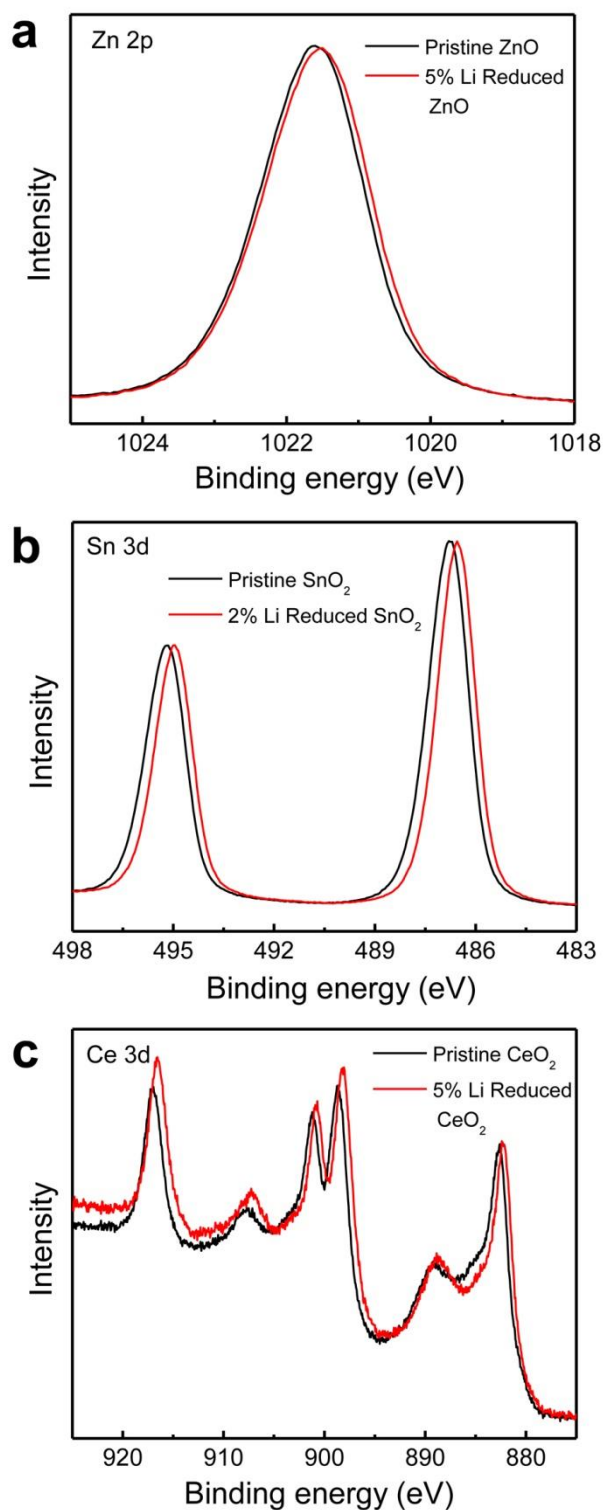 a
Zn 2p
Pristine ZnO
5% Li Reduced
ZnO
Intensity
1024 1022 1020 1018
Binding energy (eV)
b
Sn 3d
Pristine SnO₂
2% Li Reduced SnO₂
Intensity
498 495 492 489 486 483
Binding energy (eV)
c
Ce 3d
Pristine CeO₂
5% Li Reduced
CeO₂
Intensity
920 910 900 890 880
Binding energy (eV)